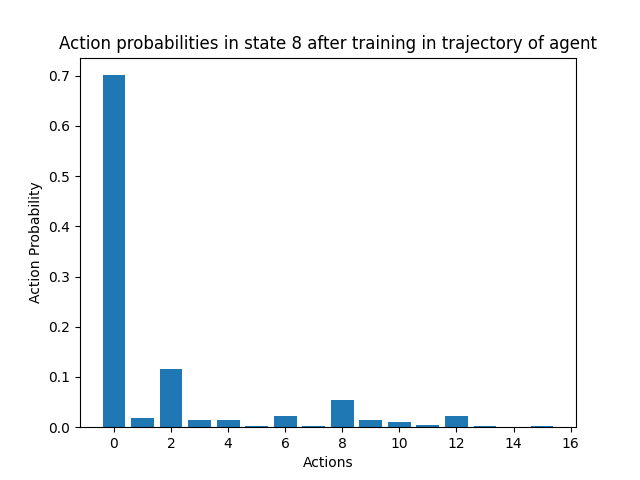 Action probabilities in state 8 after training in trajectory of agent
0.7
0.6
0.5
0.4
0.3
0.2
0.1
0.0
Action Probability
0 2 4 6 8 10 12 14 16
Actions